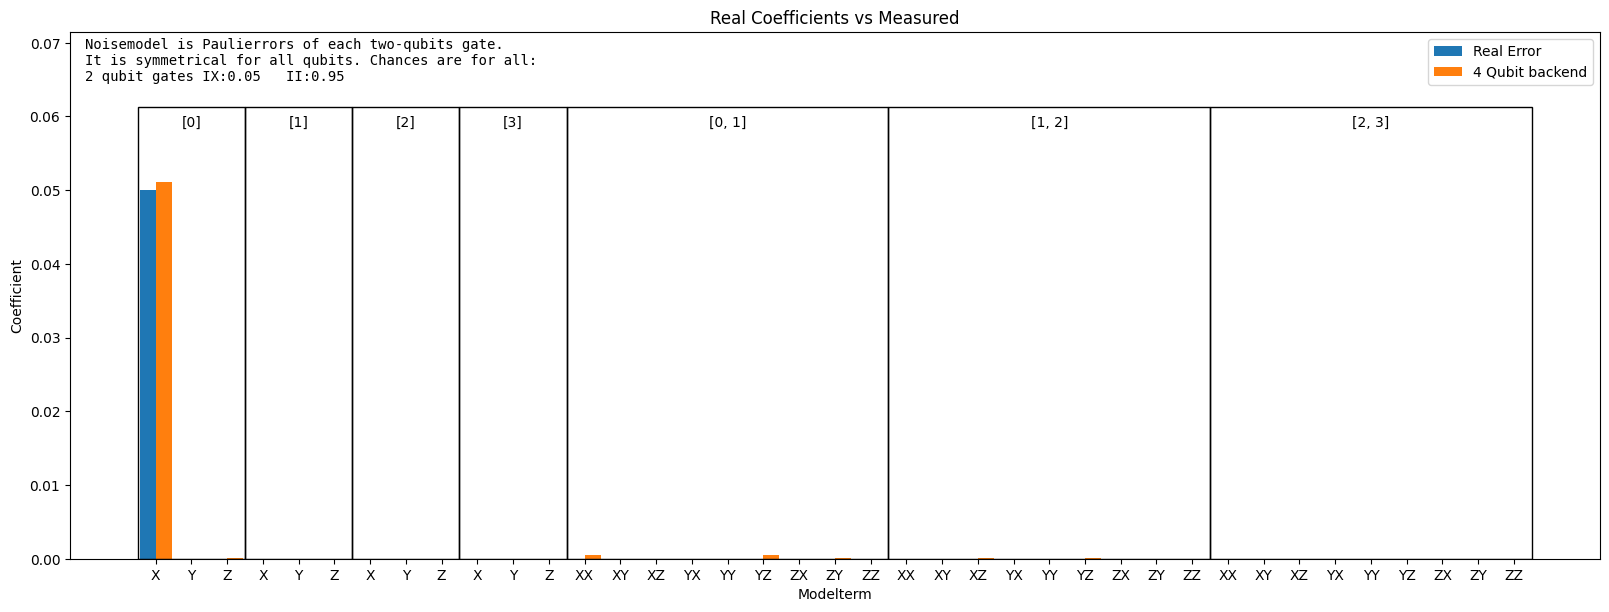 Real Coefficients vs Measured
Noisemodel is Paulierrors of each two-qubits gate.
It is symmetrical for all qubits. Chances are for all:
2 qubit gates IX:0.05   II:0.95
Real Error
4 Qubit backend
[0] [1] [2] [3] [0, 1] [1, 2] [2, 3]
0.07
0.06
0.05
0.04
0.03
0.02
0.01
0.00
Coefficient
X Y Z X Y Z X Y Z X Y Z XX XY XZ YX YY YZ ZX ZY ZZ XX XY XZ YX YY YZ ZX ZY ZZ XX XY XZ YX YY YZ ZX ZY ZZ
Modelterm